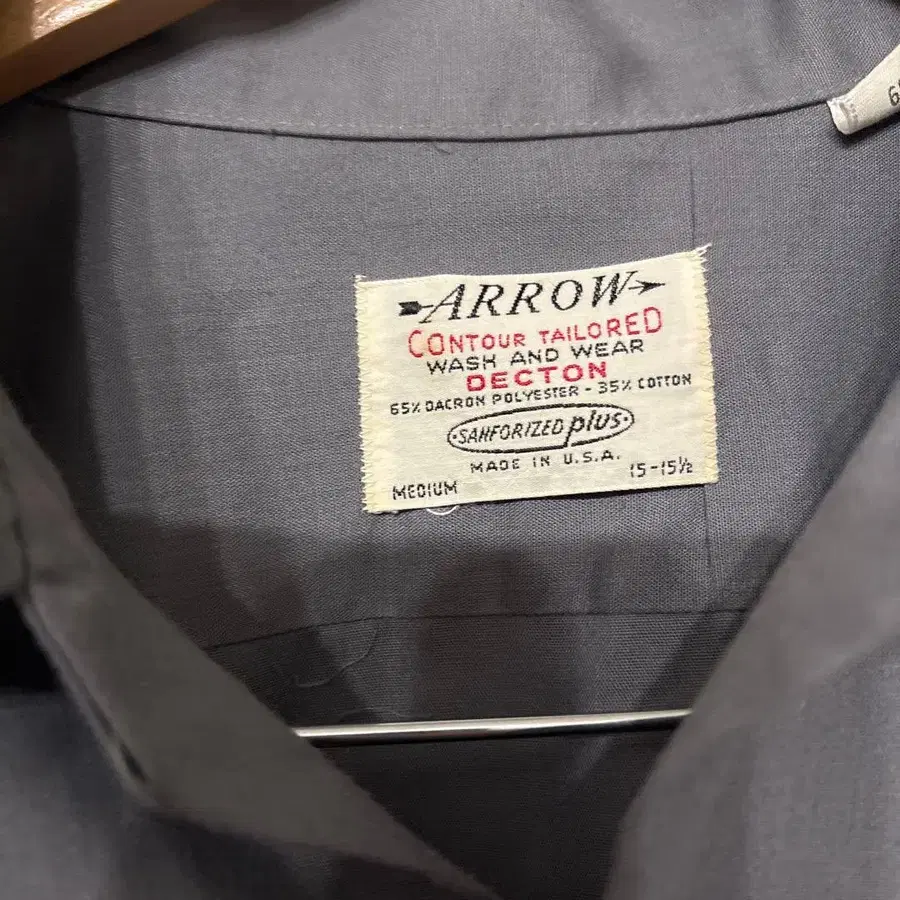 ARROW
CONTOUR TAILORED
WASH AND WEAR
DECTON
65% DACRON POLYESTER - 35% COTTON
·SANFORIZED plus·
MADE IN U.S.A.
MEDIUM 15-15½